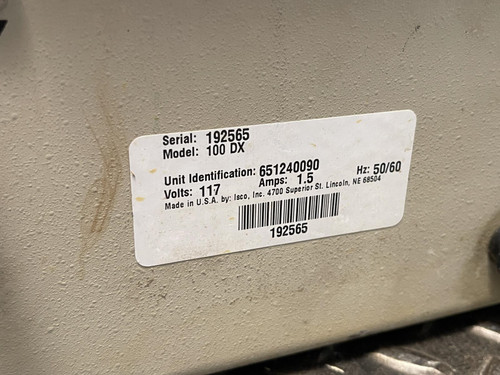 Serial: 192565
Model: 100 DX
Unit Identification: 651240090 Hz: 50/60
Volts: 117 Amps: 1.5
Made in U.S.A. by: Isco, Inc. 4700 Superior St. Lincoln, NE 68504
192565